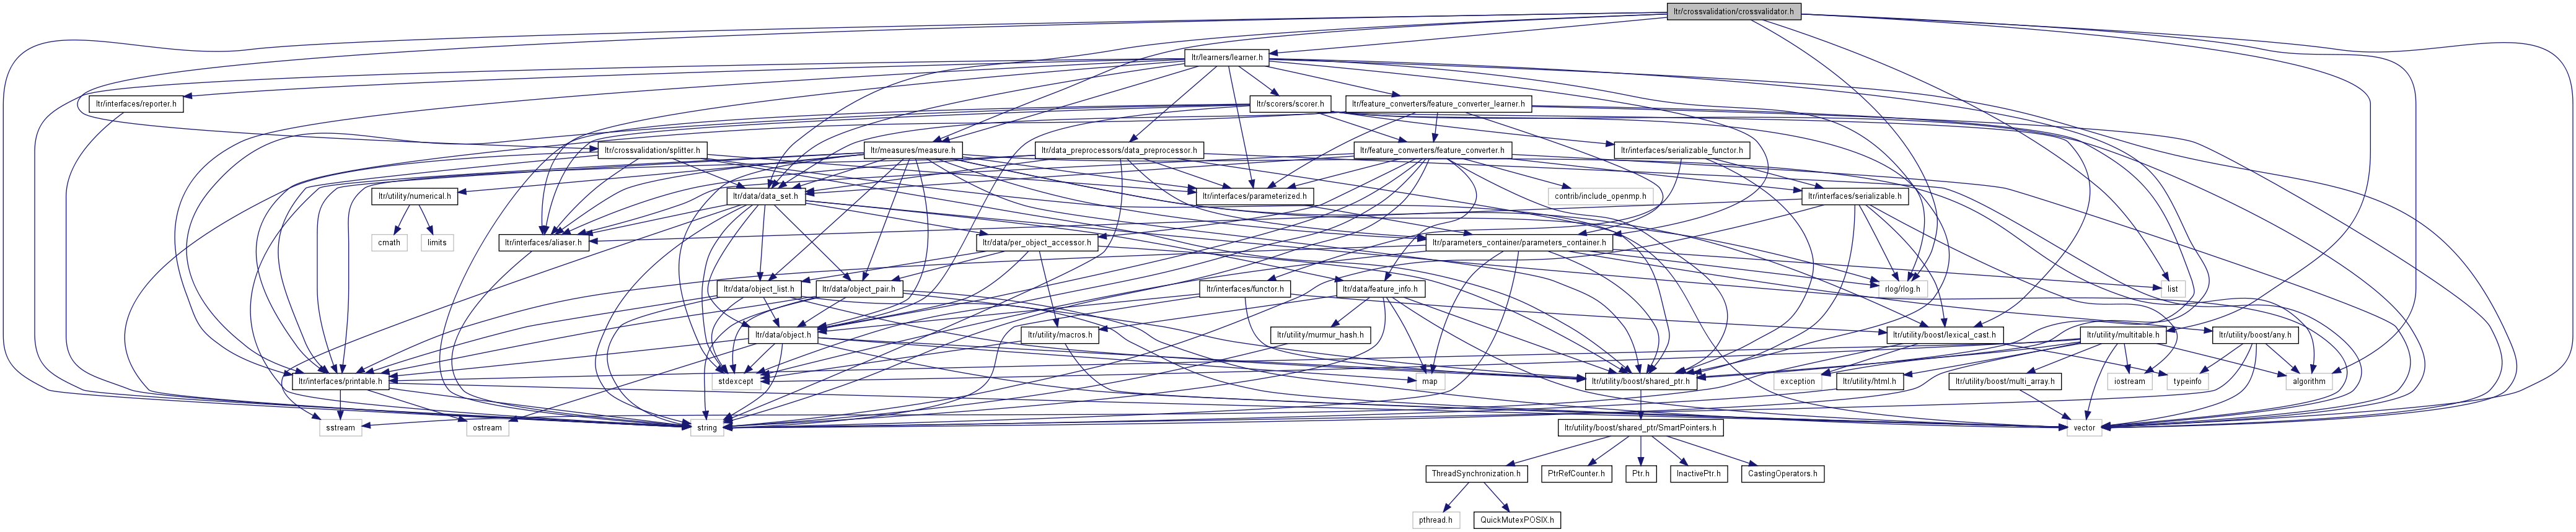 ltr/crossvalidation/crossvalidator.h
ltr/learners/learner.h
ltr/interfaces/reporter.h
ltr/scorers/scorer.h
ltr/feature_converters/feature_converter_learner.h
ltr/crossvalidation/splitter.h
ltr/measures/measure.h
ltr/data_preprocessors/data_preprocessor.h
ltr/feature_converters/feature_converter.h
ltr/interfaces/serializable_functor.h
ltr/utility/numerical.h
ltr/data/data_set.h
ltr/interfaces/parameterized.h
contrib/include_openmp.h
ltr/interfaces/serializable.h
cmath
limits
ltr/interfaces/aliaser.h
ltr/data/per_object_accessor.h
ltr/parameters_container/parameters_container.h
ltr/data/object_list.h
ltr/data/object_pair.h
ltr/interfaces/functor.h
ltr/data/feature_info.h
rlog/rlog.h
list
ltr/data/object.h
ltr/utility/macros.h
ltr/utility/murmur_hash.h
ltr/utility/boost/lexical_cast.h
ltr/utility/multitable.h
ltr/utility/boost/any.h
ltr/interfaces/printable.h
stdexcept
map
ltr/utility/boost/shared_ptr.h
exception
ltr/utility/html.h
ltr/utility/boost/multi_array.h
iostream
typeinfo
algorithm
sstream
ostream
string
ltr/utility/boost/shared_ptr/SmartPointers.h
vector
ThreadSynchronization.h
PtrRefCounter.h
Ptr.h
InactivePtr.h
CastingOperators.h
pthread.h
QuickMutexPOSIX.h